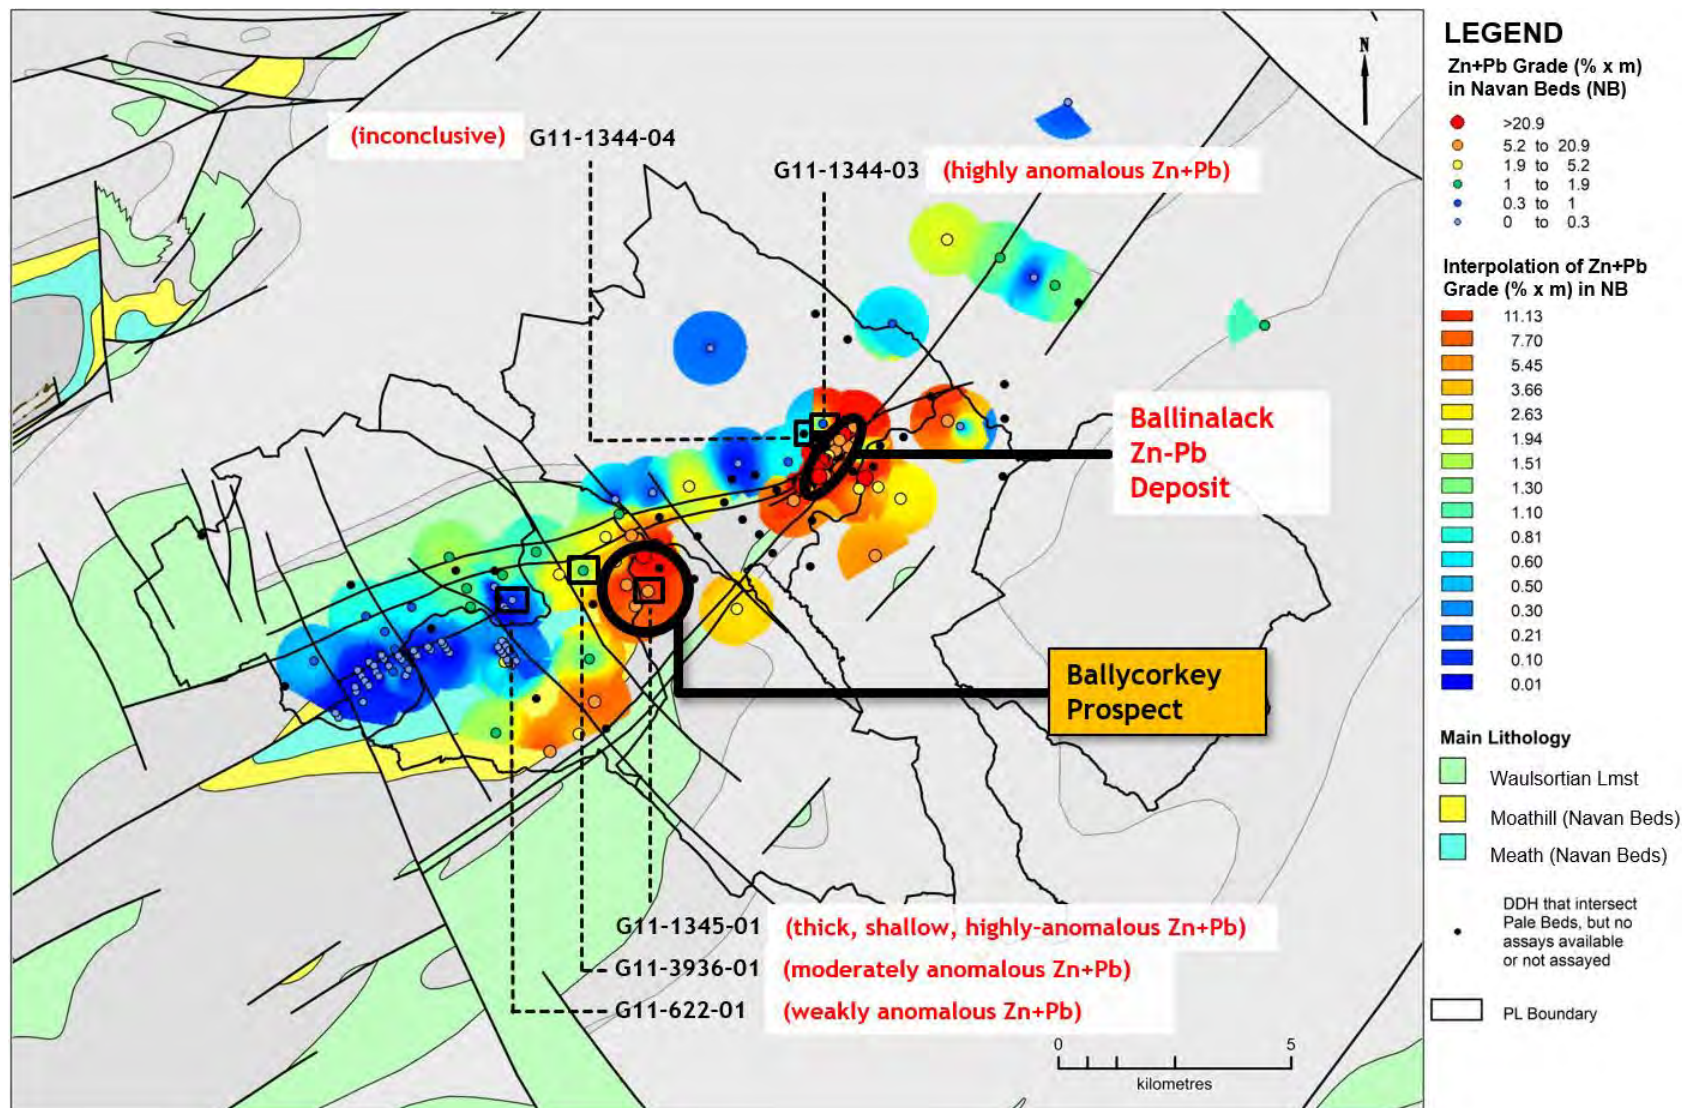 (inconclusive) G11-1344-04
G11-1344-03 (highly anomalous Zn+Pb)
N
Ballinalack
Zn-Pb
Deposit
Ballycorkey
Prospect
G11-1345-01 (thick, shallow, highly-anomalous Zn+Pb)
G11-3936-01 (moderately anomalous Zn+Pb)
G11-622-01 (weakly anomalous Zn+Pb)
0 5
kilometres
LEGEND
Zn+Pb Grade (% x m)
in Navan Beds (NB)
>20.9
5.2 to 20.9
1.9 to 5.2
1 to 1.9
0.3 to 1
0 to 0.3
Interpolation of Zn+Pb
Grade (% x m) in NB
11.13
7.70
5.45
3.66
2.63
1.94
1.51
1.30
1.10
0.81
0.60
0.50
0.30
0.21
0.10
0.01
Main Lithology
Waulsortian Lmst
Moathill (Navan Beds)
Meath (Navan Beds)
DDH that intersect
Pale Beds, but no
assays available
or not assayed
PL Boundary